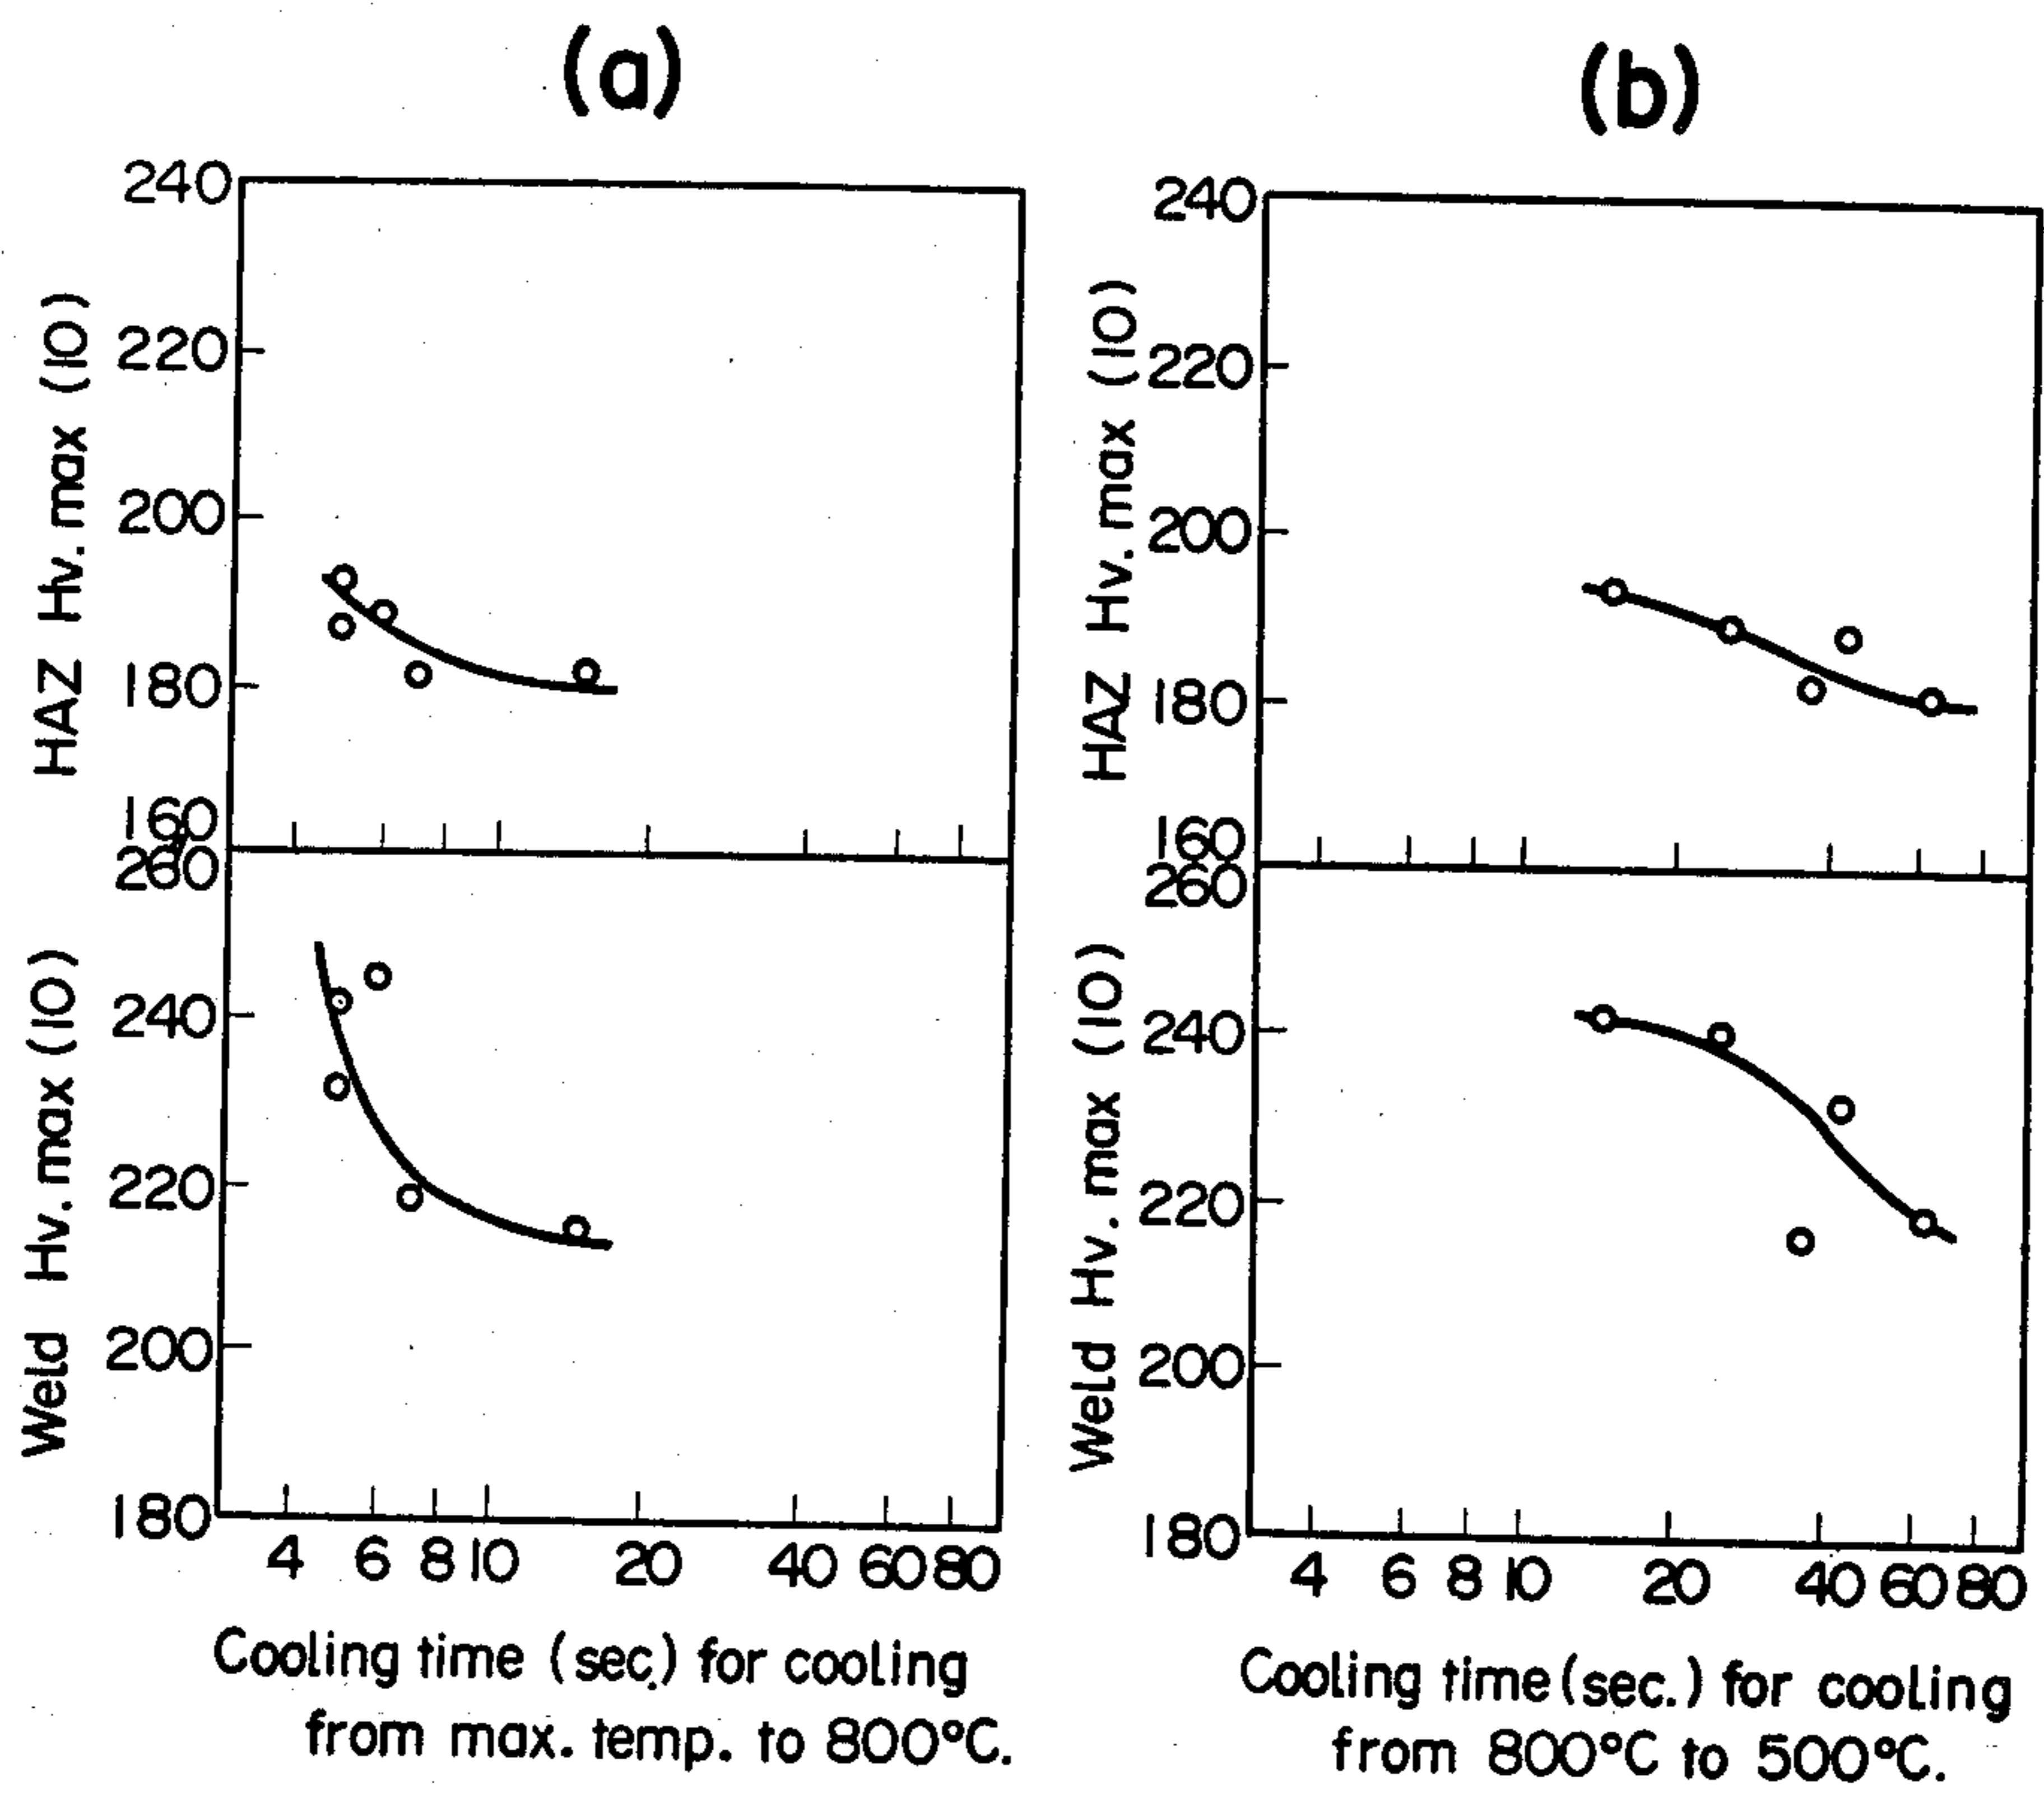 (a)
240
220
200
180
160
HAZ Hv.max (10)
260
240
220
200
180
Weld Hv.max (10)
4 6 8 10 20 40 60 80
Cooling time (sec.) for cooling
from max. temp. to 800°C.
(b)
240
220
200
180
160
HAZ Hv.max (10)
260
240
220
200
180
Weld Hv.max (10)
4 6 8 10 20 40 60 80
Cooling time (sec.) for cooling
from 800°C to 500°C.